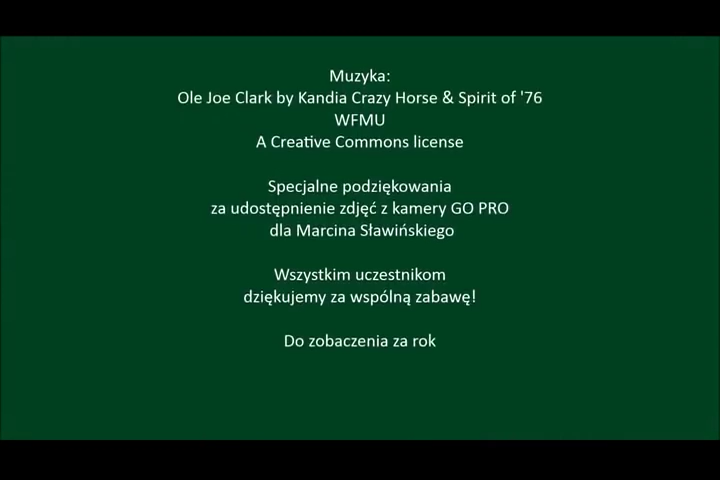 Muzyka:
Ole Joe Clark by Kandia Crazy Horse & Spirit of '76
WFMU
A Creative Commons license
Specjalne podziękowania
za udostępnienie zdjęć z kamery GO PRO
dla Marcina Sławińskiego
Wszystkim uczestnikom
dziękujemy za wspólną zabawę!
Do zobaczenia za rok